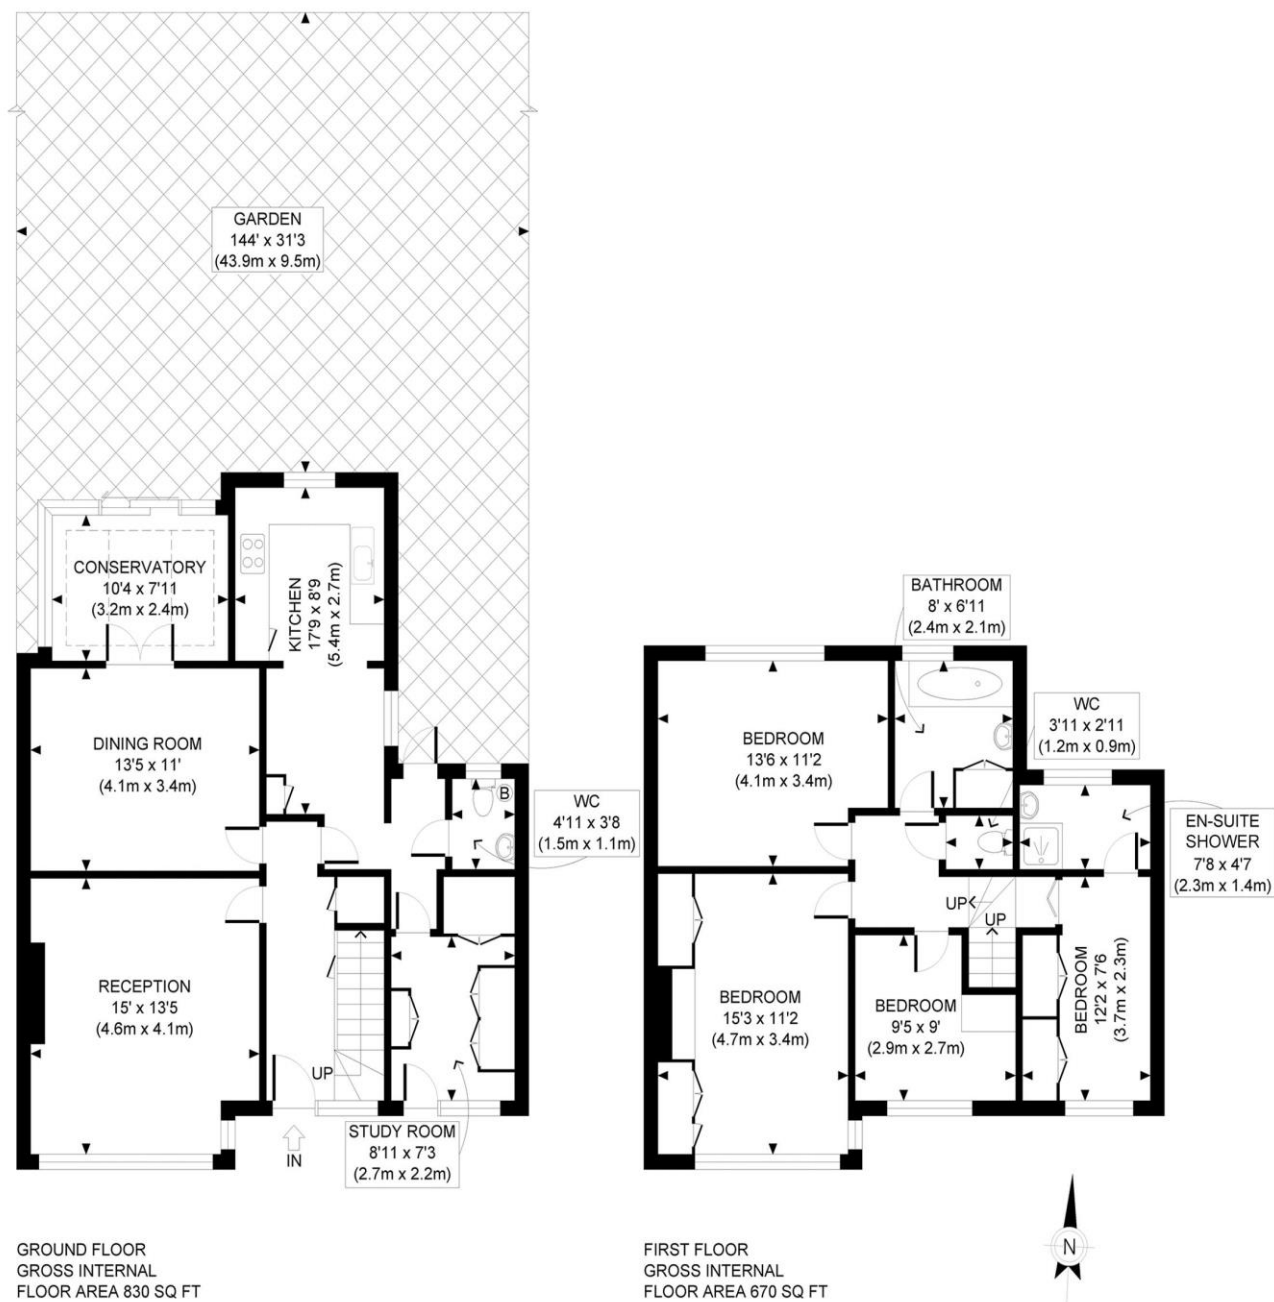 GARDEN
144' x 31'3
(43.9m x 9.5m)
CONSERVATORY
10'4 x 7'11
(3.2m x 2.4m)
KITCHEN
17'9 x 8'9
(5.4m x 2.7m)
DINING ROOM
13'5 x 11'
(4.1m x 3.4m)
B
WC
4'11 x 3'8
(1.5m x 1.1m)
RECEPTION
15' x 13'5
(4.6m x 4.1m)
UP
IN
STUDY ROOM
8'11 x 7'3
(2.7m x 2.2m)
GROUND FLOOR
GROSS INTERNAL
FLOOR AREA 830 SQ FT
BATHROOM
8' x 6'11
(2.4m x 2.1m)
WC
3'11 x 2'11
(1.2m x 0.9m)
BEDROOM
13'6 x 11'2
(4.1m x 3.4m)
EN-SUITE
SHOWER
7'8 x 4'7
(2.3m x 1.4m)
UP
UP
BEDROOM
15'3 x 11'2
(4.7m x 3.4m)
BEDROOM
9'5 x 9'
(2.9m x 2.7m)
BEDROOM
12'2 x 7'6
(3.7m x 2.3m)
N
FIRST FLOOR
GROSS INTERNAL
FLOOR AREA 670 SQ FT